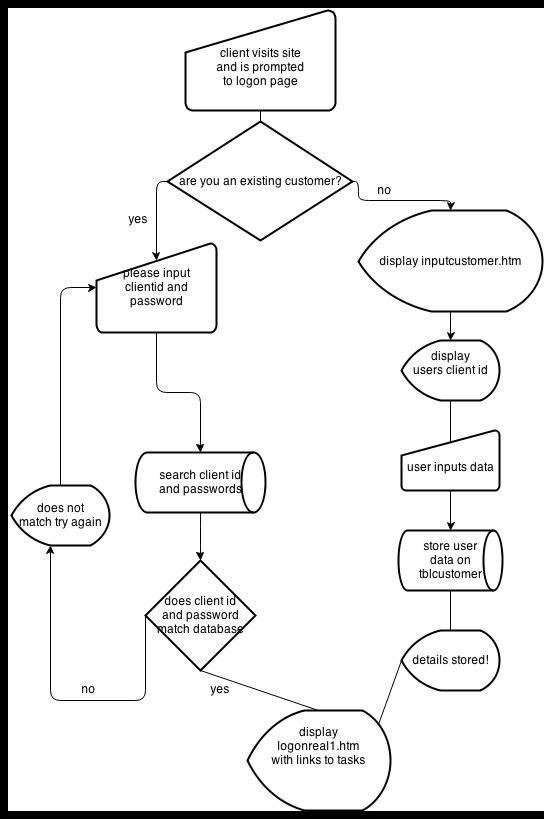 client visits site
and is prompted
to logon page
are you an existing customer?
no
yes
please input
clientid and
password
display inputcustomer.htm
display
users client id
search client id
and passwords
user inputs data
does not
match try again
store user
data on
tblcustomer
does client id
and password
match database
details stored!
no
yes
display
logonreal1.htm
with links to tasks